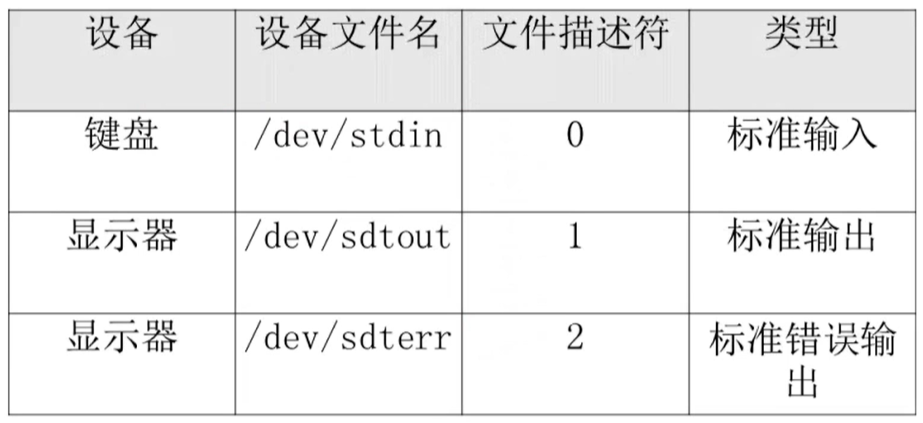 设备 设备文件名 文件描述符 类型
键盘 /dev/stdin 0 标准输入
显示器 /dev/sdtout 1 标准输出
显示器 /dev/sdterr 2 标准错误输
出